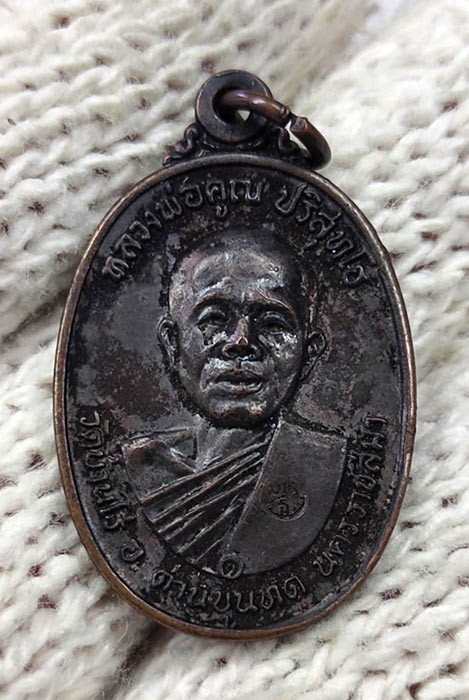 หลวงพ่อคูณ ปริสุทโธ
วัดบ้านไร่ อ. ด่านขุนทด นครราชสีมา
๑